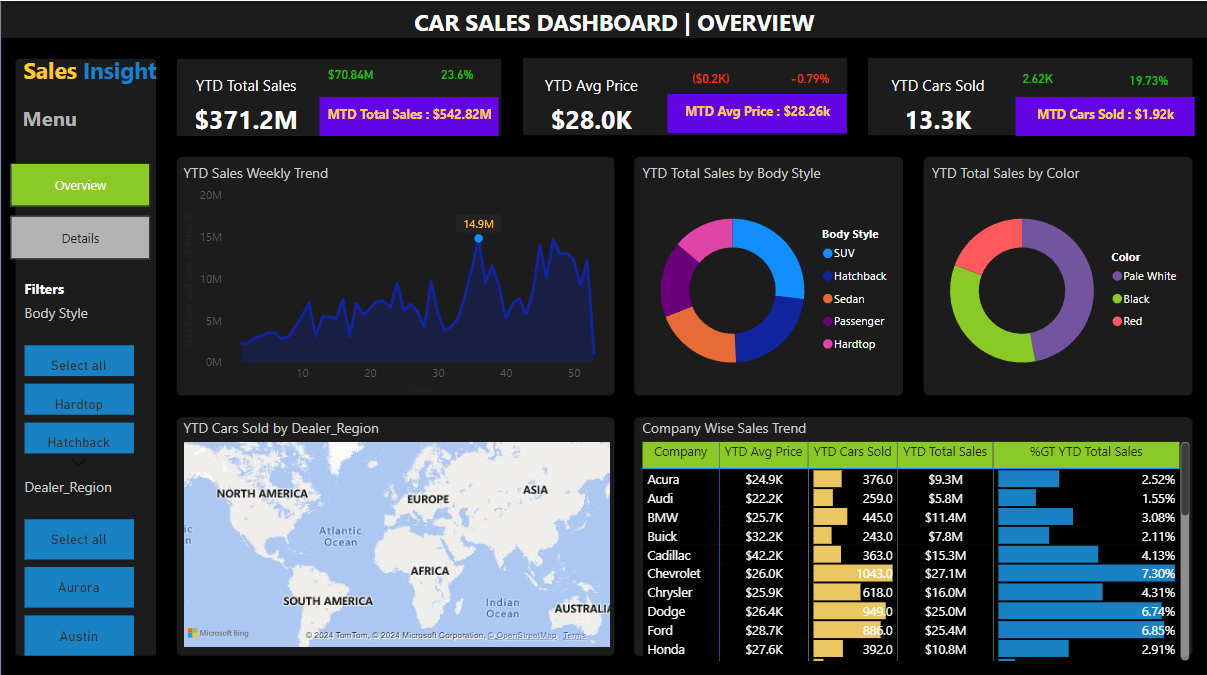 CAR SALES DASHBOARD | OVERVIEW
Sales Insight
Menu
Overview
Details
Filters
Body Style
Select all
Hardtop
Hatchback
Dealer_Region
Select all
Aurora
Austin
YTD Total Sales
$371.2M
$70.84M
23.6%
MTD Total Sales : $542.82M
YTD Avg Price
$28.0K
($0.2K)
-0.79%
MTD Avg Price : $28.26k
YTD Cars Sold
13.3K
2.62K
19.73%
MTD Cars Sold : $1.92k
YTD Sales Weekly Trend
20M
15M
10M
5M
0M
14.9M
10 20 30 40 50
YTD Total Sales by Body Style
Body Style
SUV
Hatchback
Sedan
Passenger
Hardtop
YTD Total Sales by Color
Color
Pale White
Black
Red
YTD Cars Sold by Dealer_Region
NORTH AMERICA
EUROPE
ASIA
Atlantic
Ocean
AFRICA
SOUTH AMERICA
Indian
Ocean
AUSTRALIA
Microsoft Bing
© 2024 TomTom, © 2024 Microsoft Corporation, © OpenStreetMap Terms
Company Wise Sales Trend
Company YTD Avg Price YTD Cars Sold YTD Total Sales %GT YTD Total Sales
Acura $24.9K 376.0 $9.3M 2.52%
Audi $22.2K 259.0 $5.8M 1.55%
BMW $25.7K 445.0 $11.4M 3.08%
Buick $32.2K 243.0 $7.8M 2.11%
Cadillac $42.2K 363.0 $15.3M 4.13%
Chevrolet $26.0K 1043.0 $27.1M 7.30%
Chrysler $25.9K 618.0 $16.0M 4.31%
Dodge $26.4K 949.0 $25.0M 6.74%
Ford $28.7K 886.0 $25.4M 6.85%
Honda $27.6K 392.0 $10.8M 2.91%